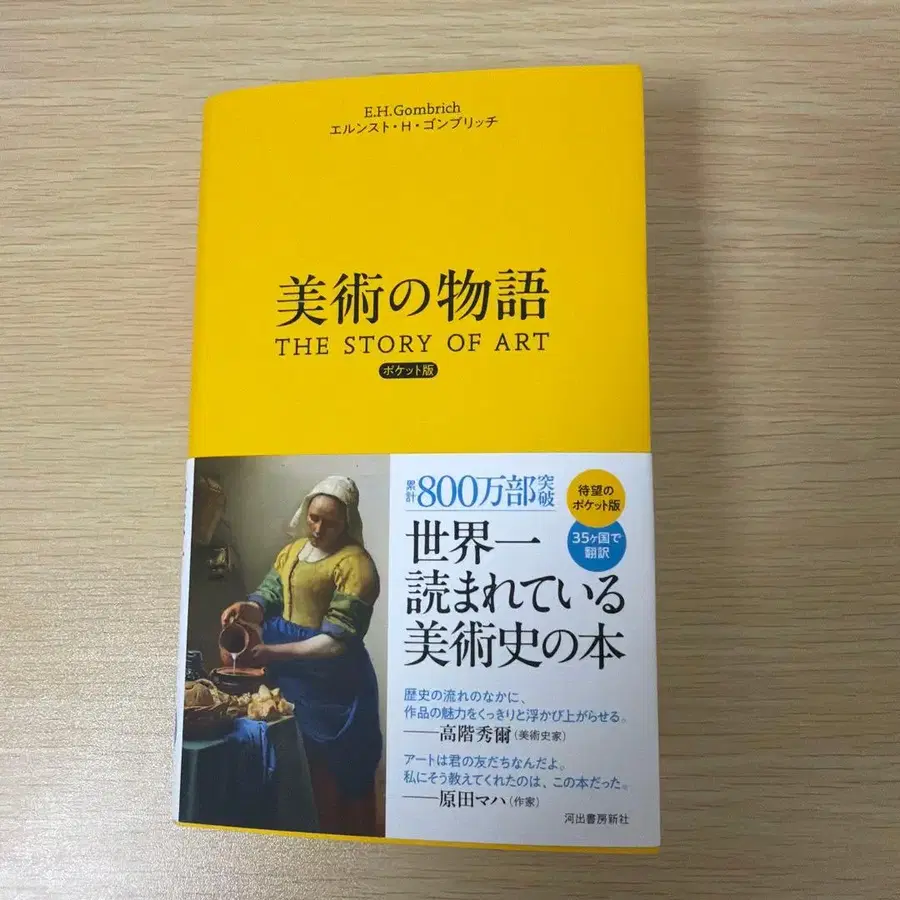 E.H.Gombrich
エルンスト・H・ゴンブリッチ
美術の物語
THE STORY OF ART
ポケット版
累計800万部突破
待望の
ポケット版
35ヶ国で
翻訳
世界一
読まれている
美術史の本
歴史の流れのなかに、
作品の魅力をくっきりと浮かび上がらせる。
——高階秀爾(美術史家)
アートは君の友だちなんだよ。
私にそう教えてくれたのは、この本だった。
——原田マハ(作家)
河出書房新社